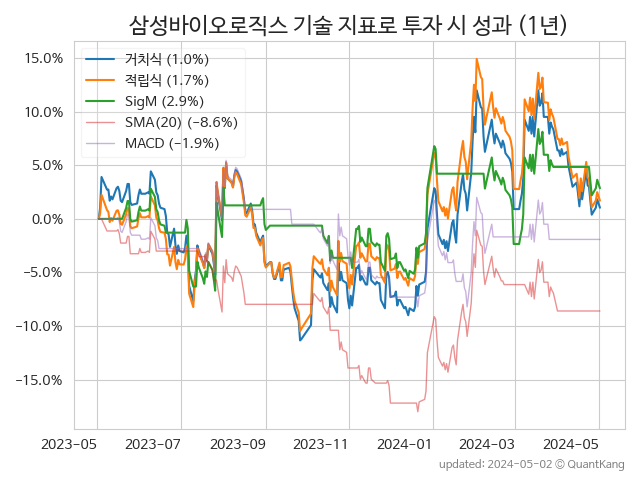 삼성바이오로직스 기술 지표로 투자 시 성과 (1년)
15.0%
10.0%
5.0%
0.0%
−5.0%
−10.0%
−15.0%
거치식 (1.0%)
적립식 (1.7%)
SigM (2.9%)
SMA(20) (−8.6%)
MACD (−1.9%)
2023-05 2023-07 2023-09 2023-11 2024-01 2024-03 2024-05
updated: 2024-05-02 © QuantKang